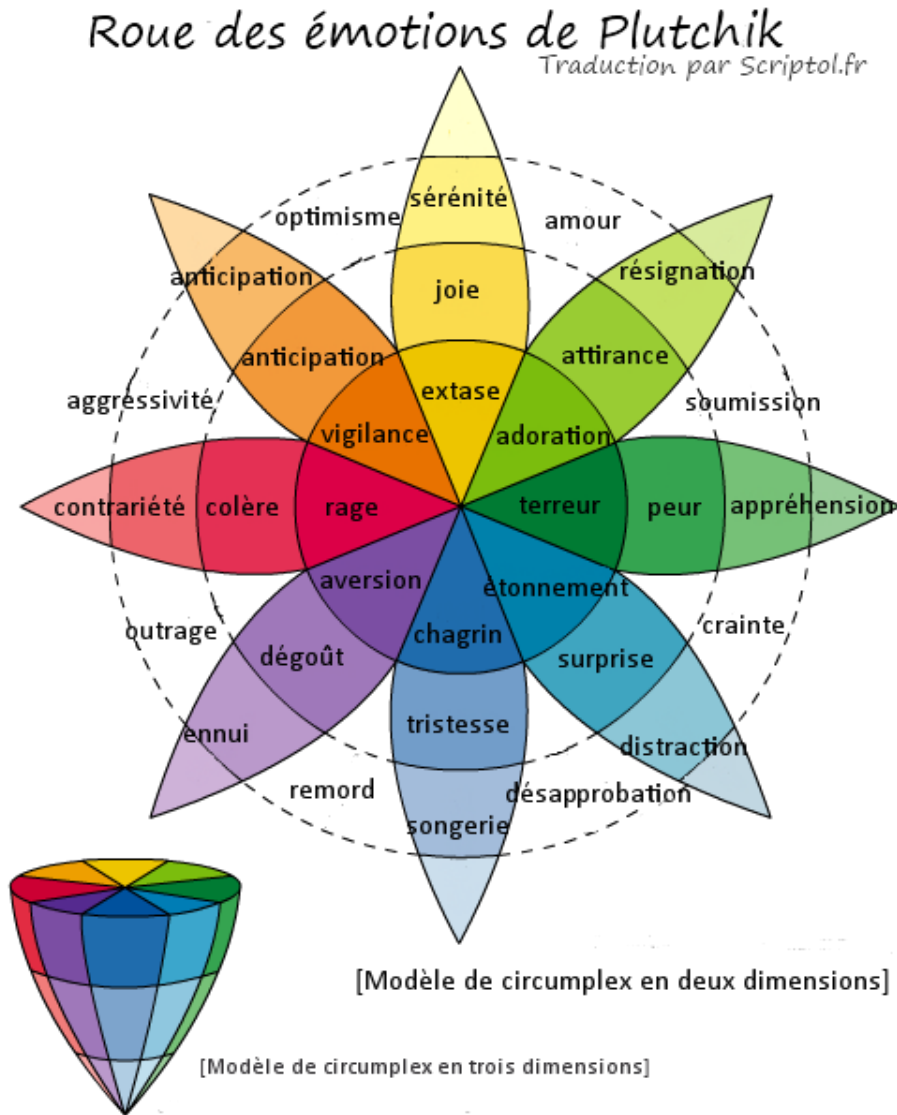 Roue des émotions de Plutchik
Traduction par Scriptol.fr
sérénité
optimisme
amour
anticipation
résignation
joie
anticipation
attirance
extase
aggressivité
soumission
vigilance
adoration
contrariété
colère
rage
terreur
peur
appréhension
aversion
étonnement
outrage
chagrin
crainte
dégoût
surprise
ennui
tristesse
distraction
remord
désapprobation
songerie
[Modèle de circumplex en deux dimensions]
[Modèle de circumplex en trois dimensions]